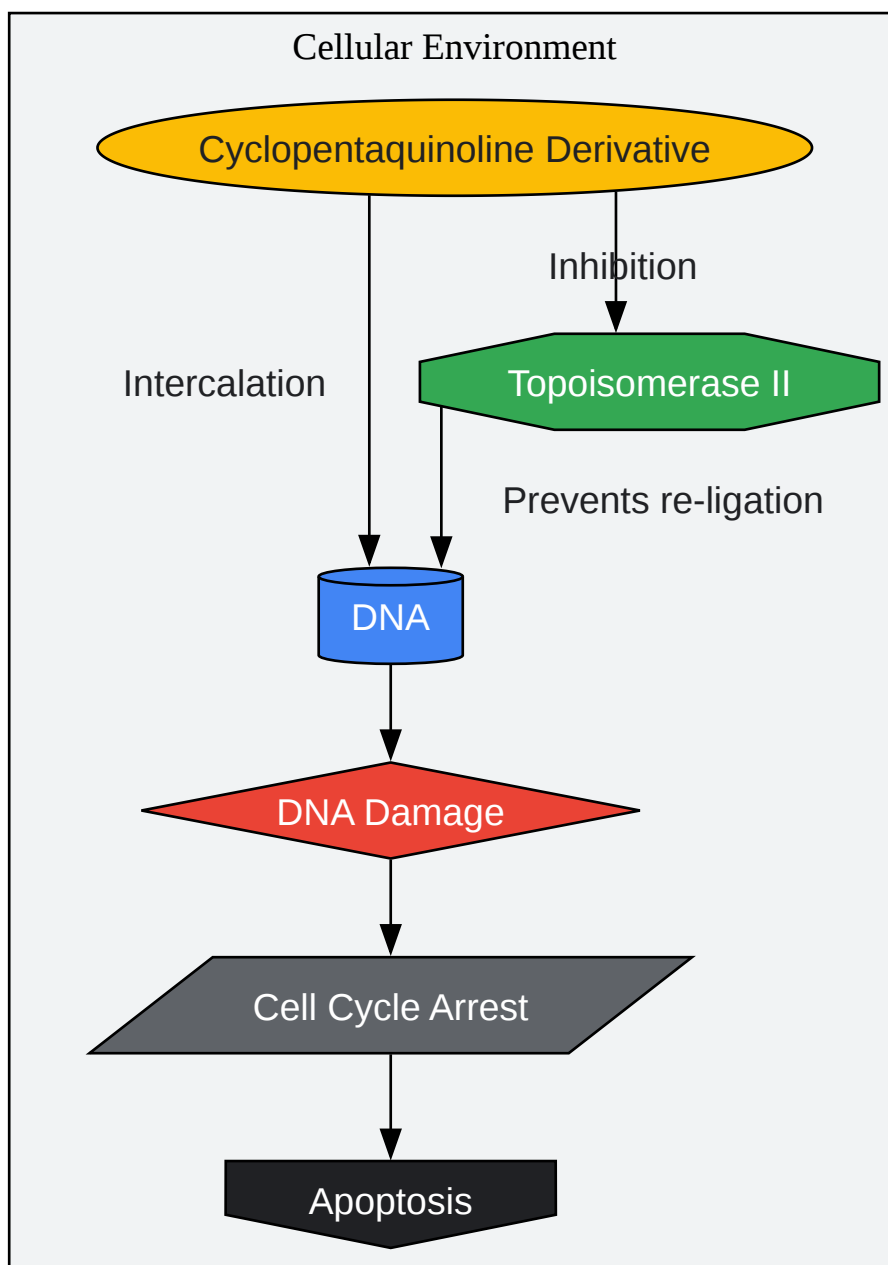 Cellular Environment
Cyclopentaquinoline Derivative
Inhibition
Intercalation
Topoisomerase II
Prevents re-ligation
DNA
DNA Damage
Cell Cycle Arrest
Apoptosis